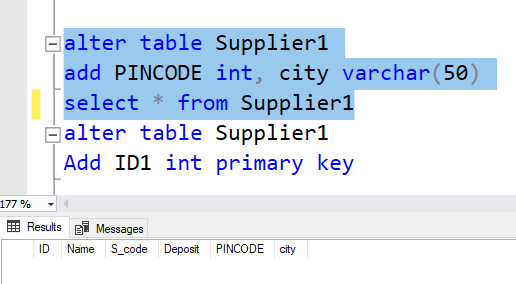 alter table Supplier1
add PINCODE int, city varchar(50)
select * from Supplier1
alter table Supplier1
Add ID1 int primary key
177 %
Results Messages
ID Name S_code Deposit PINCODE city